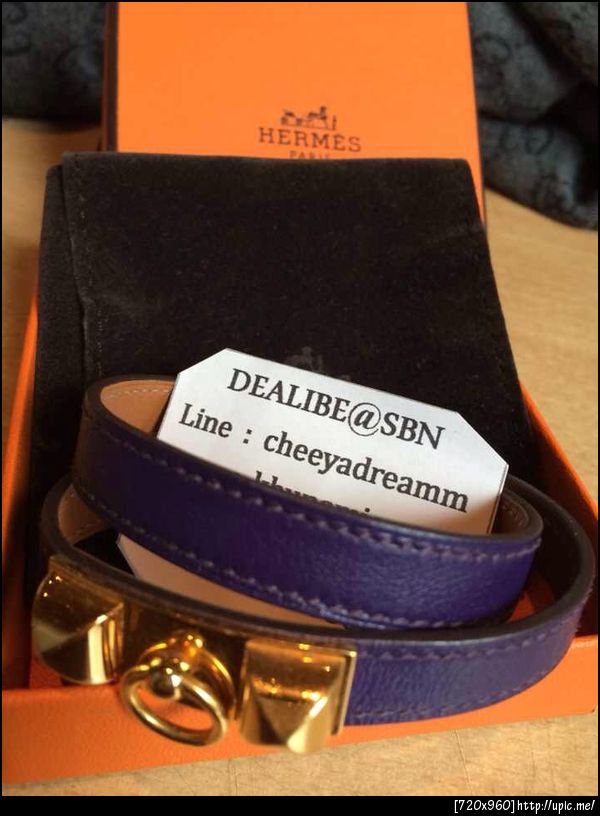 HERMÈS
PARIS
DEALIBE@SBN
Line : cheeyadreamm
[720x960]http://upic.me/